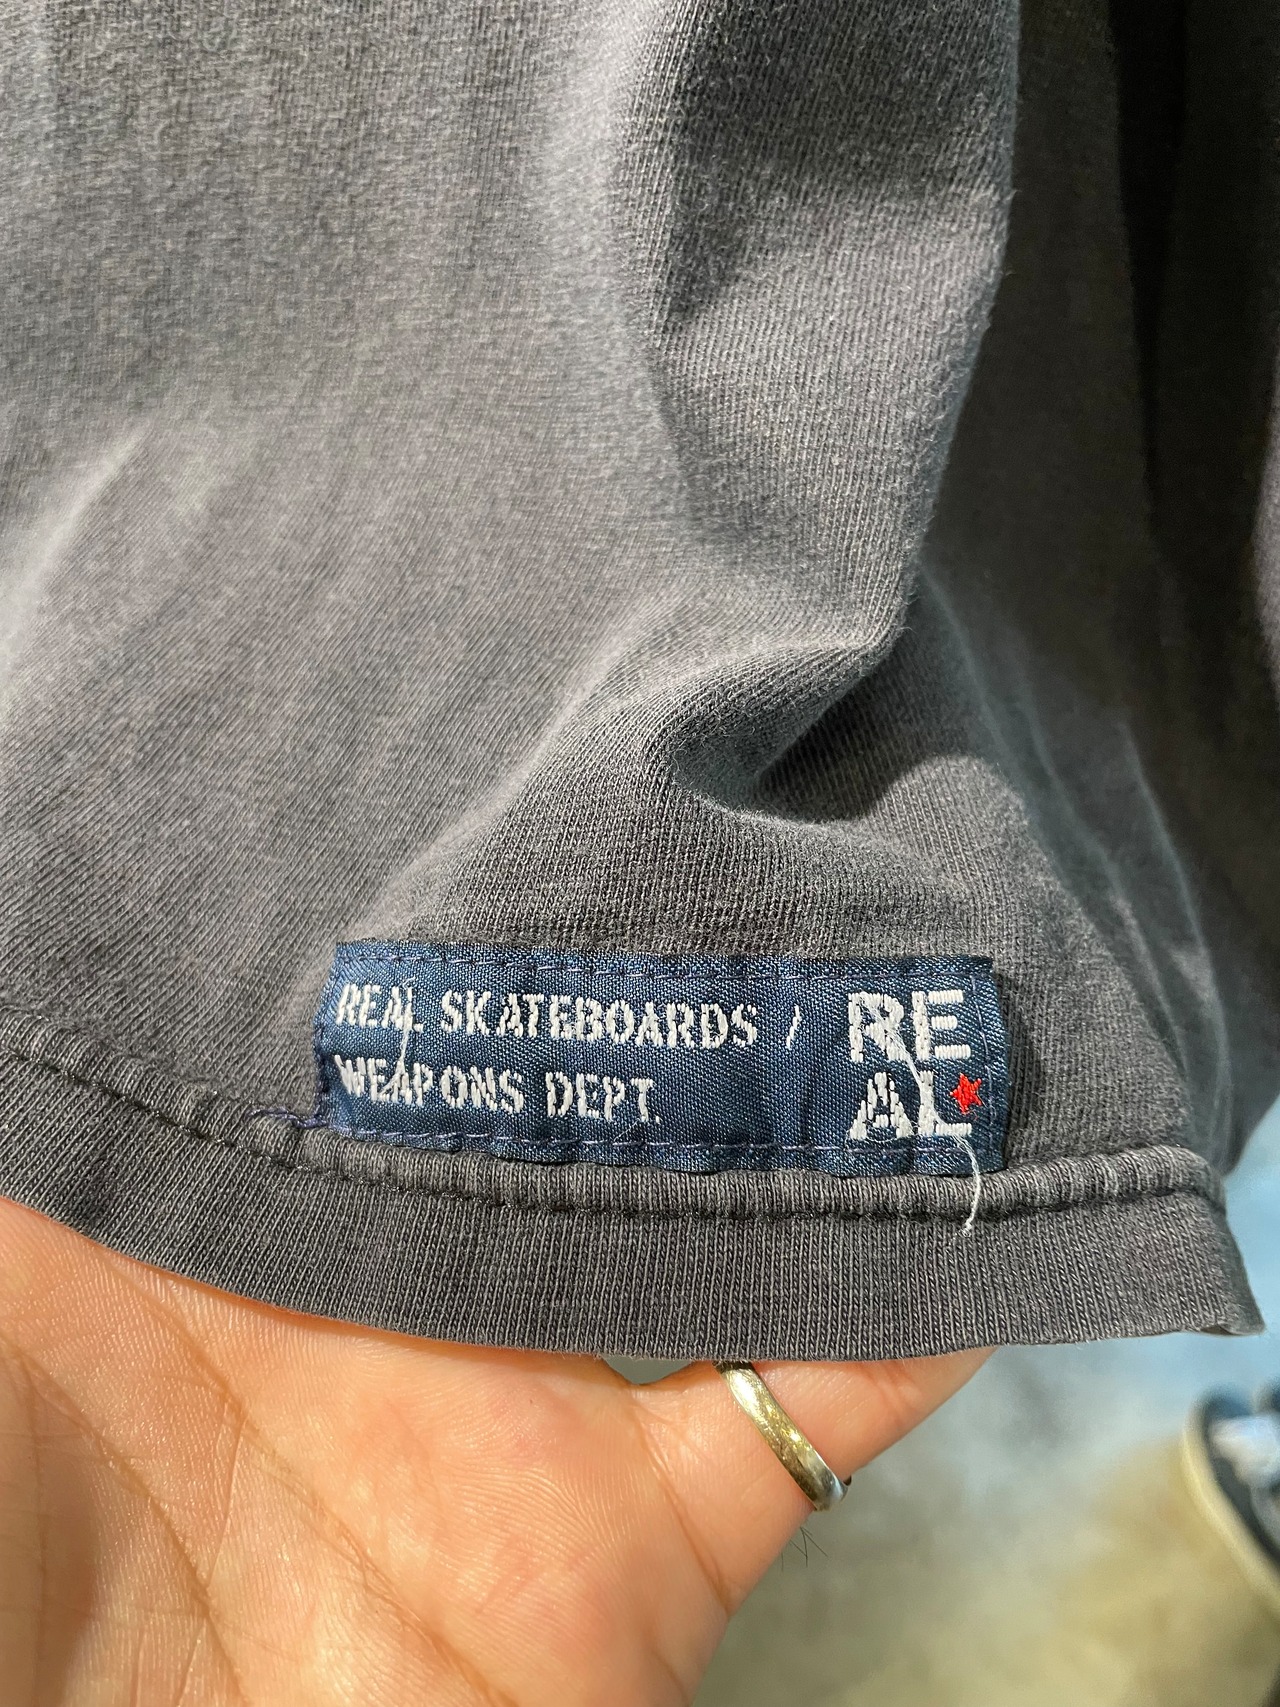 REAL SKATEBOARDS /
WEAPONS DEPT.
RE
AL